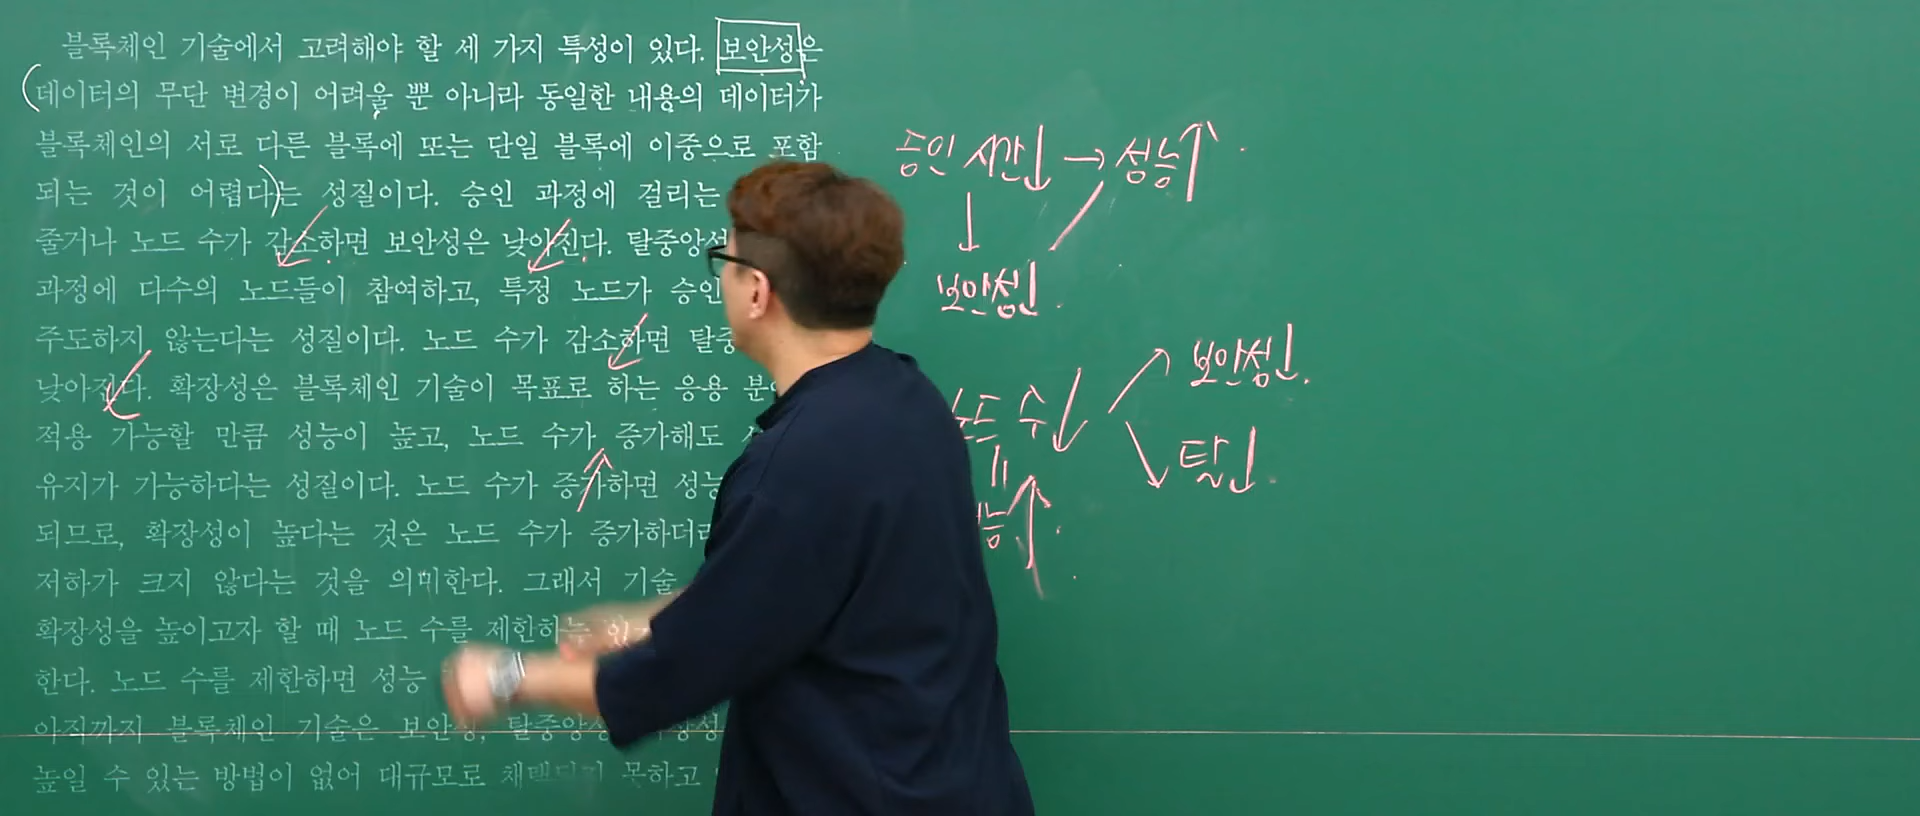 블록체인 기술에서 고려해야 할 세 가지 특성이 있다. 보안성은
데이터의 무단 변경이 어려울 뿐 아니라 동일한 내용의 데이터가
블록체인의 서로 다른 블록에 또는 단일 블록에 이중으로 포함
되는 것이 어렵다는 성질이다. 승인 과정에 걸리는
줄거나 노드 수가 감소하면 보안성은 낮아진다. 탈중앙성
과정에 다수의 노드들이 참여하고, 특정 노드가 승인
주도하지 않는다는 성질이다. 노드 수가 감소하면 탈중
낮아진다. 확장성은 블록체인 기술이 목표로 하는 응용 분야
적용 가능할 만큼 성능이 높고, 노드 수가 증가해도
유지가 가능하다는 성질이다. 노드 수가 증가하면 성능
되므로, 확장성이 높다는 것은 노드 수가 증가하더라
저하가 크지 않다는 것을 의미한다. 그래서 기술
확장성을 높이고자 할 때 노드 수를 제한하는
한다. 노드 수를 제한하면 성능
아직까지 블록체인 기술은 보안성, 탈중앙성 확장성
높일 수 있는 방법이 없어 대규모로 채택되지 못하고
승인 시간↓ → 성능↑
↓
보안성↓
노드 수↓
보안성↓
탈↓
능↑